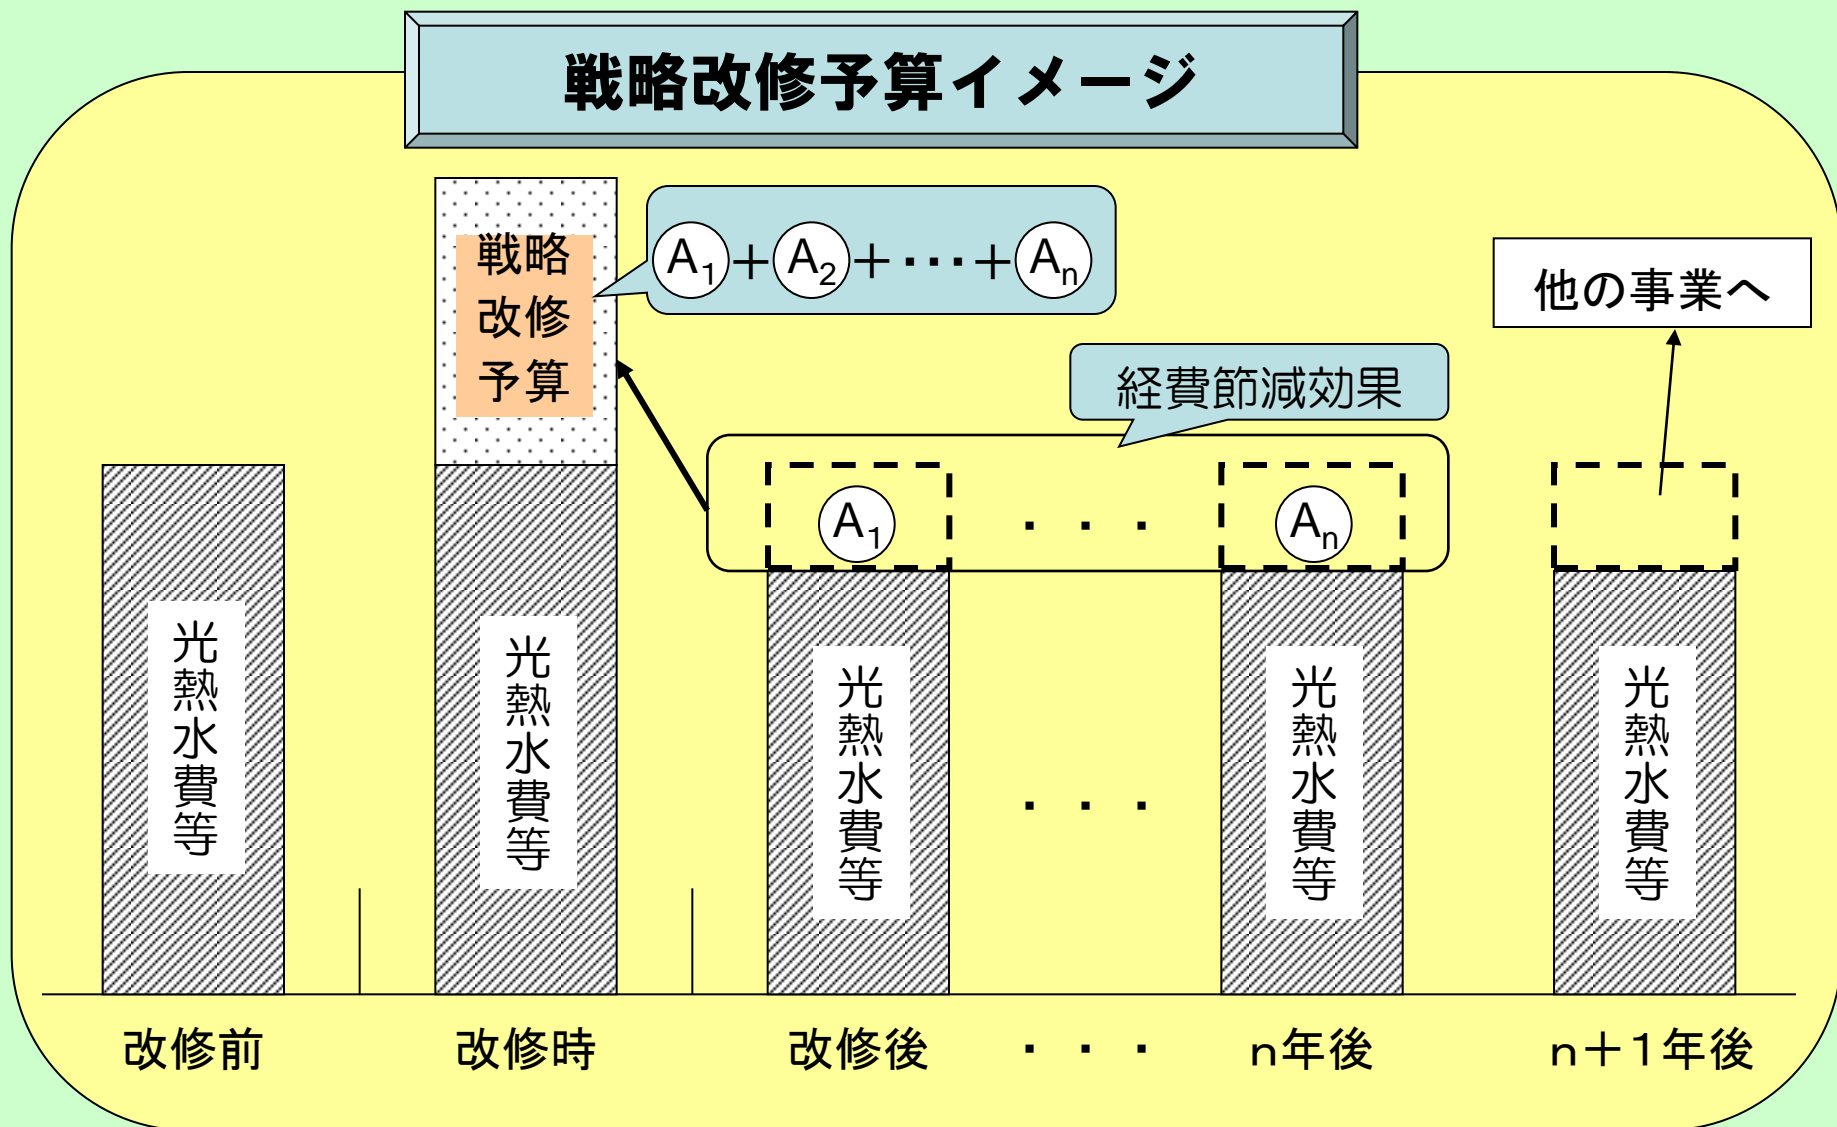 戦略改修予算イメージ
戦略
改修
予算
A₁+A₂+・・・+Aₙ
他の事業へ
経費節減効果
A₁
・・・
Aₙ
光熱水費等
光熱水費等
光熱水費等
・・・
光熱水費等
光熱水費等
改修前
改修時
改修後
・・・
n年後
n+1年後